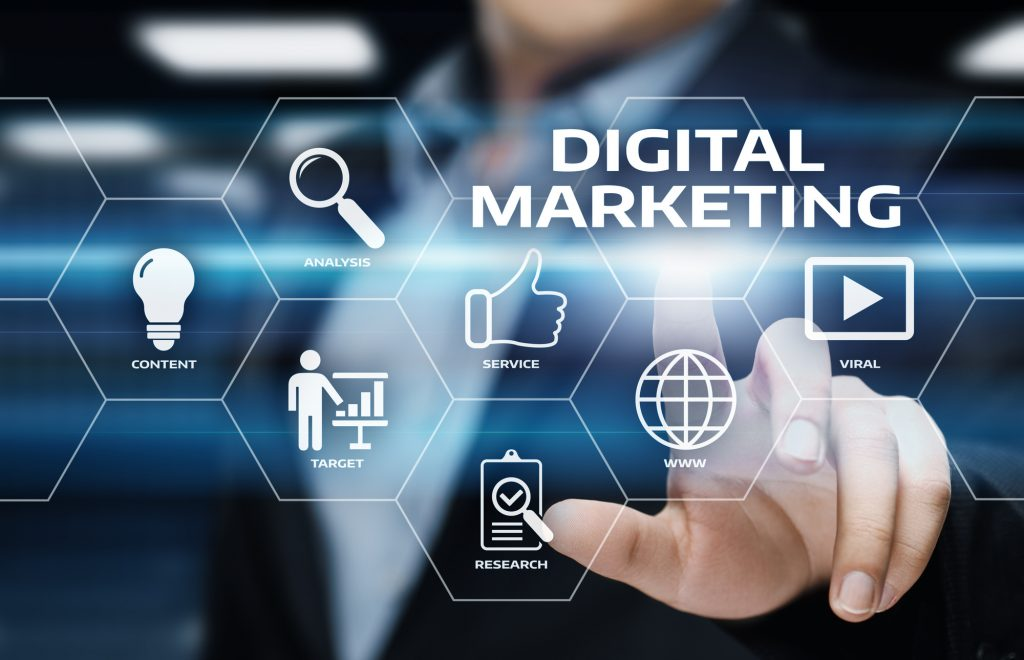 DIGITAL
MARKETING
ANALYSIS
CONTENT
SERVICE
VIRAL
TARGET
WWW
RESEARCH